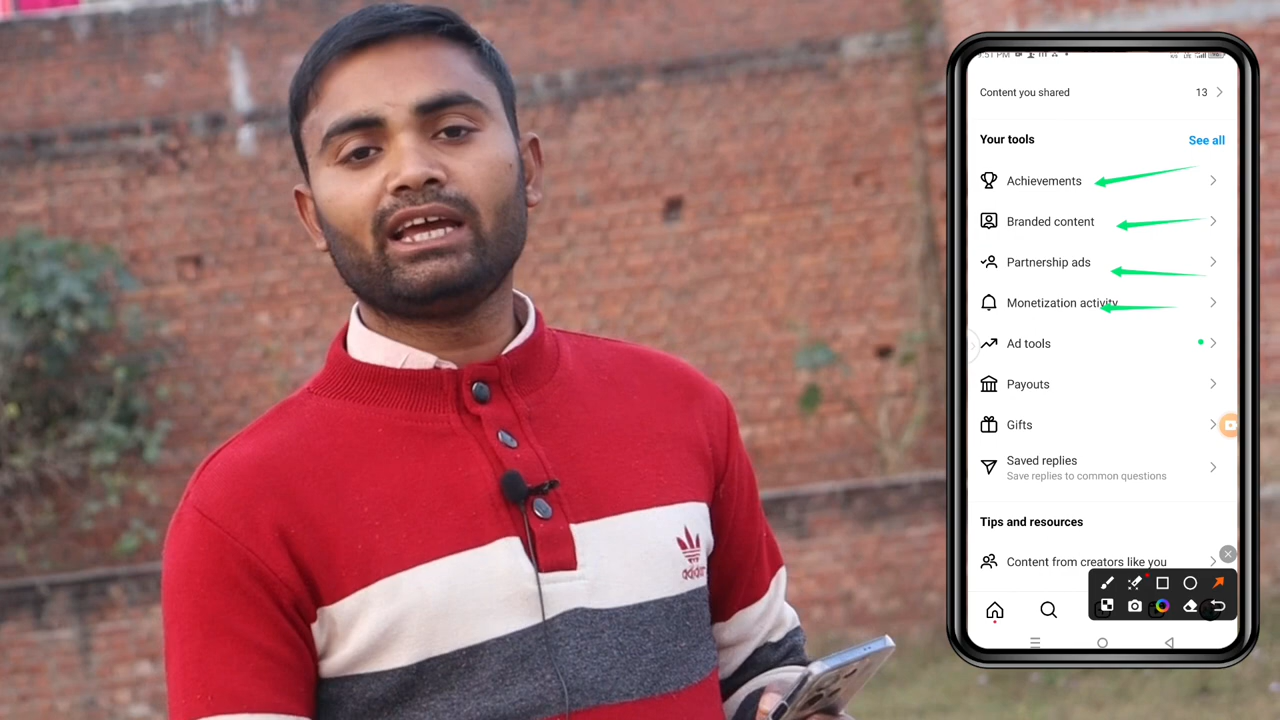 adidas
Content you shared 13
Your tools See all
Achievements
Branded content
Partnership ads
Monetization activity
Ad tools
Payouts
Gifts
Saved replies
Save replies to common questions
Tips and resources
Content from creators like you